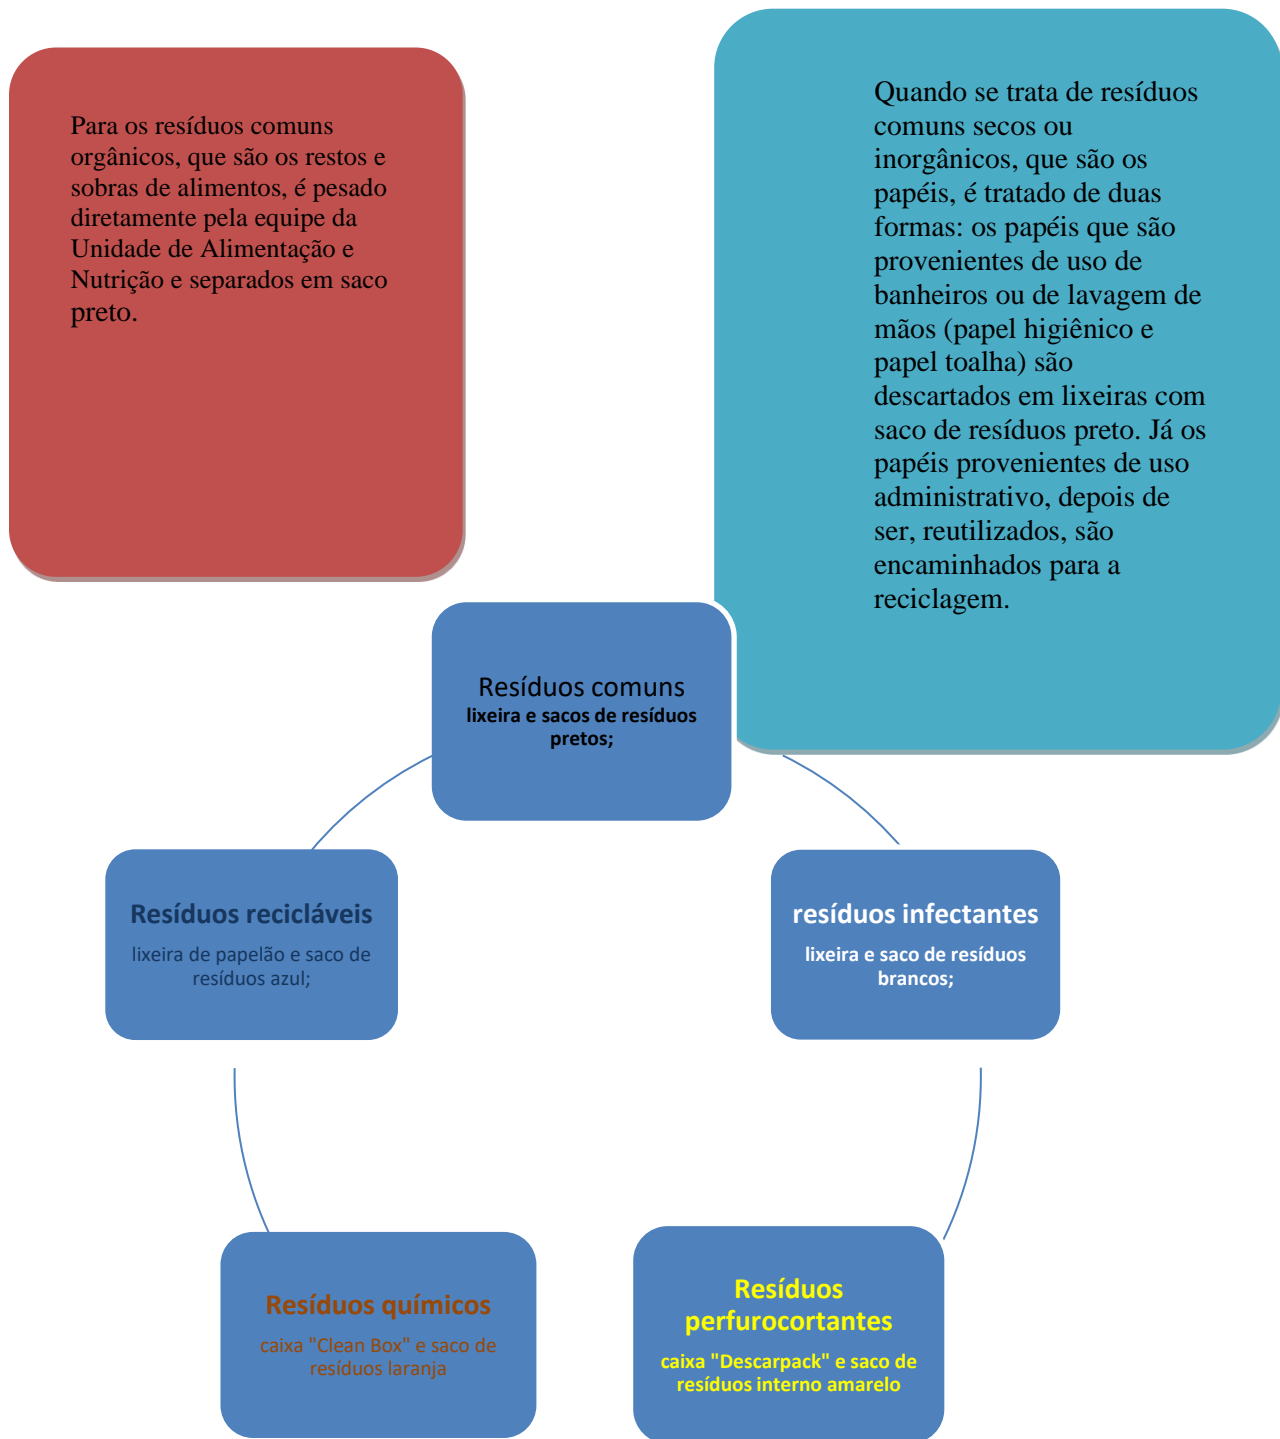 Para os resíduos comuns
orgânicos, que são os restos e
sobras de alimentos, é pesado
diretamente pela equipe da
Unidade de Alimentação e
Nutrição e separados em saco
preto.
Quando se trata de resíduos
comuns secos ou
inorgânicos, que são os
papéis, é tratado de duas
formas: os papéis que são
provenientes de uso de
banheiros ou de lavagem de
mãos (papel higiênico e
papel toalha) são
descartados em lixeiras com
saco de resíduos preto. Já os
papéis provenientes de uso
administrativo, depois de
ser, reutilizados, são
encaminhados para a
reciclagem.
Resíduos comuns
lixeira e sacos de resíduos
pretos;
Resíduos recicláveis
lixeira de papelão e saco de
resíduos azul;
resíduos infectantes
lixeira e saco de resíduos
brancos;
Resíduos químicos
caixa "Clean Box" e saco de
resíduos laranja
Resíduos
perfurocortantes
caixa "Descarpack" e saco de
resíduos interno amarelo